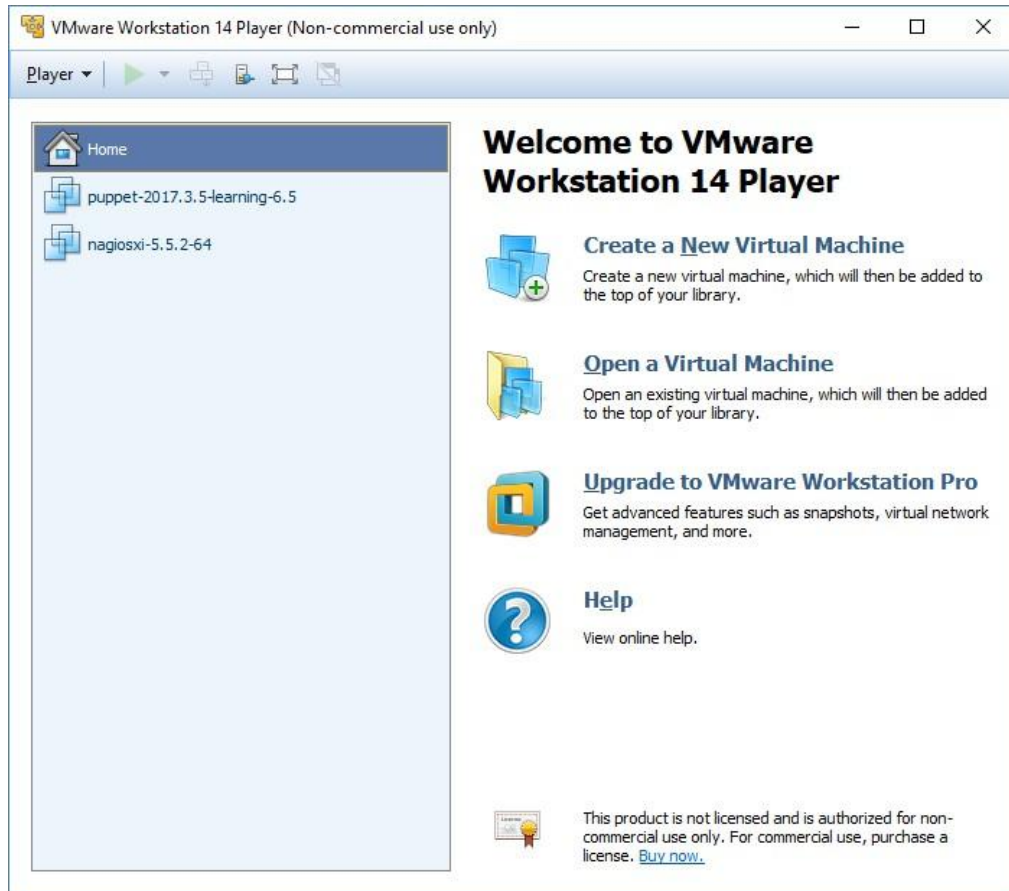 VMware Workstation 14 Player (Non-commercial use only)
Player
Home
puppet-2017.3.5-learning-6.5
nagiosxi-5.5.2-64
Welcome to VMware
Workstation 14 Player
Create a New Virtual Machine
Create a new virtual machine, which will then be added to
the top of your library.
Open a Virtual Machine
Open an existing virtual machine, which will then be added
to the top of your library.
Upgrade to VMware Workstation Pro
Get advanced features such as snapshots, virtual network
management, and more.
Help
View online help.
This product is not licensed and is authorized for non-
commercial use only. For commercial use, purchase a
license. Buy now.